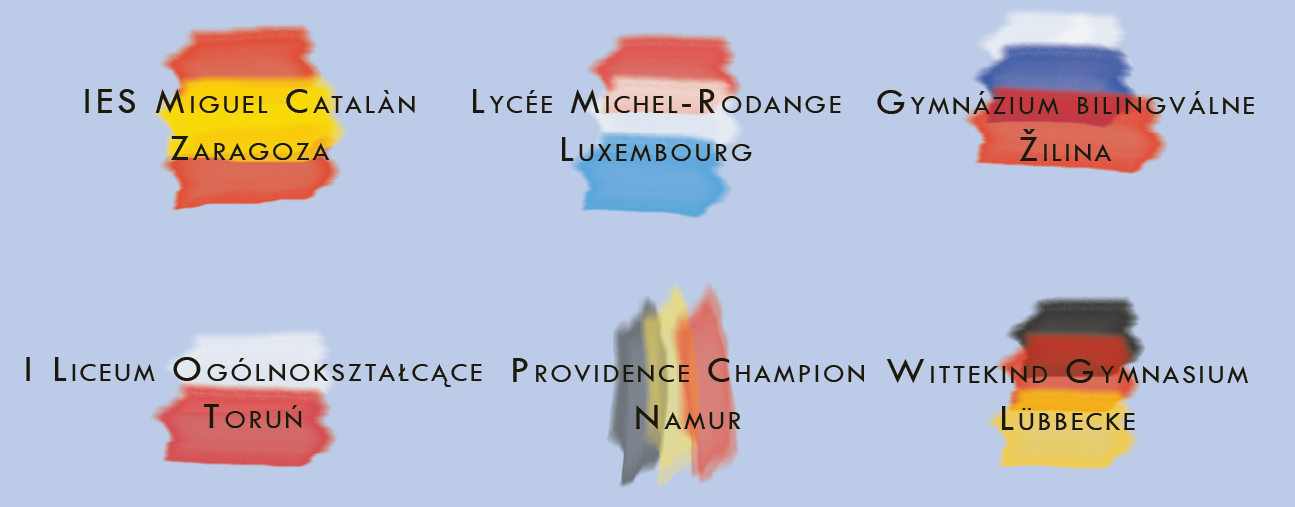 IES Miguel Catalàn
Zaragoza
Lycée Michel-Rodange
Luxembourg
Gymnázium bilingválne
Žilina
I Liceum Ogólnokształcące
Toruń
Providence Champion
Namur
Wittekind Gymnasium
Lübbecke